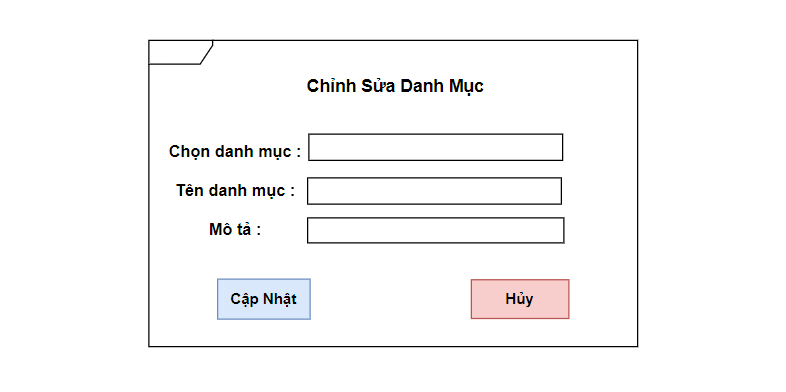 Chỉnh Sửa Danh Mục
Chọn danh mục :
Tên danh mục :
Mô tả :
Cập Nhật
Hủy